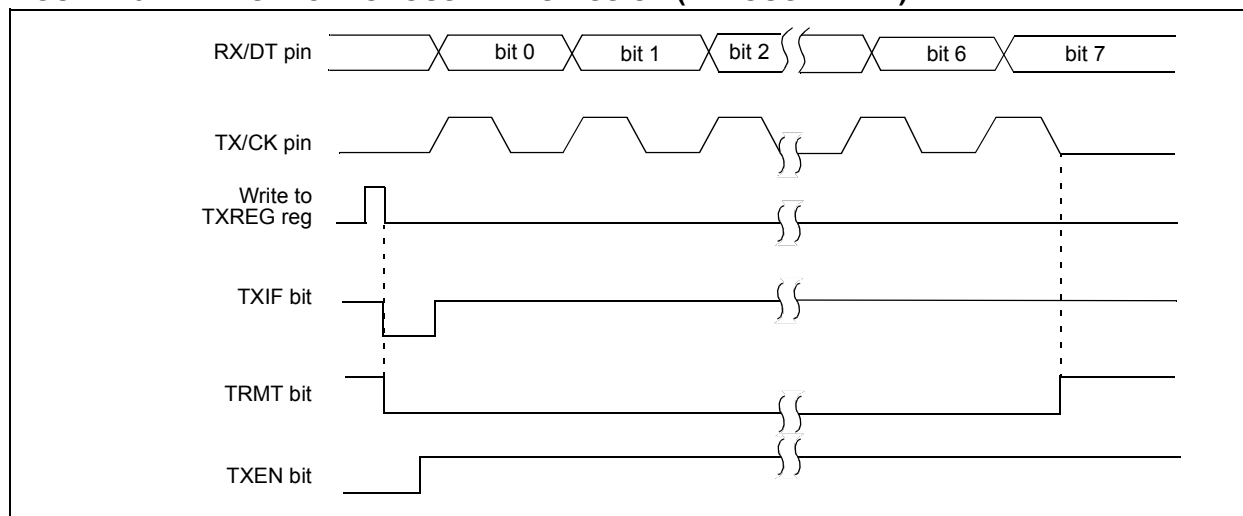 RX/DT pin
bit 0
bit 1
bit 2
bit 6
bit 7
TX/CK pin
Write to
TXREG reg
TXIF bit
TRMT bit
TXEN bit